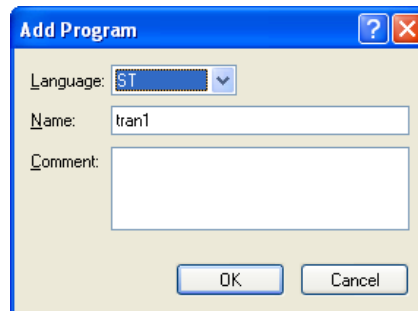 Add Program
Language: ST
Name: tran1
Comment:
OK Cancel